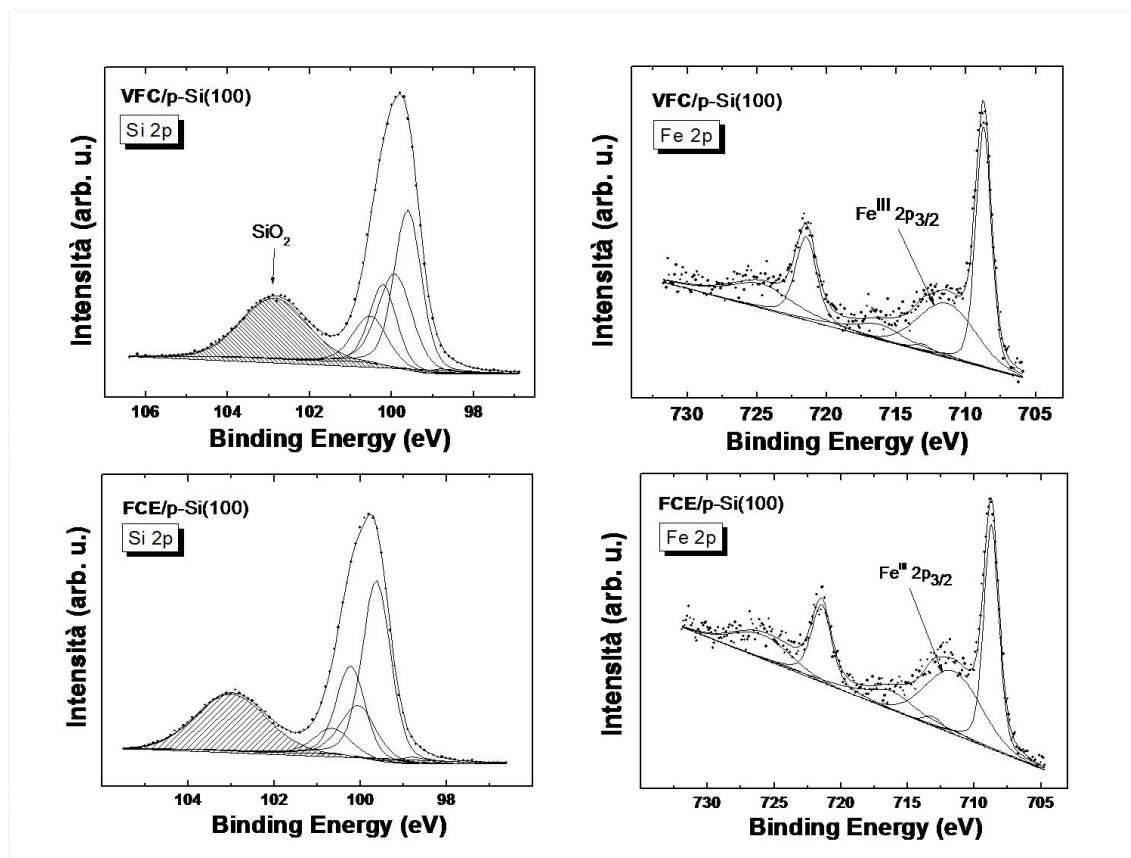 VFC/p-Si(100)
Si 2p
SiO2
Intensità (arb. u.)
106 104 102 100 98
Binding Energy (eV)
VFC/p-Si(100)
Fe 2p
FeIII 2p3/2
Intensità (arb. u.)
730 725 720 715 710 705
Binding Energy (eV)
FCE/p-Si(100)
Si 2p
Intensità (arb. u.)
104 102 100 98
Binding Energy (eV)
FCE/p-Si(100)
Fe 2p
FeIII 2p3/2
Intensità (arb. u.)
730 725 720 715 710 705
Binding Energy (eV)